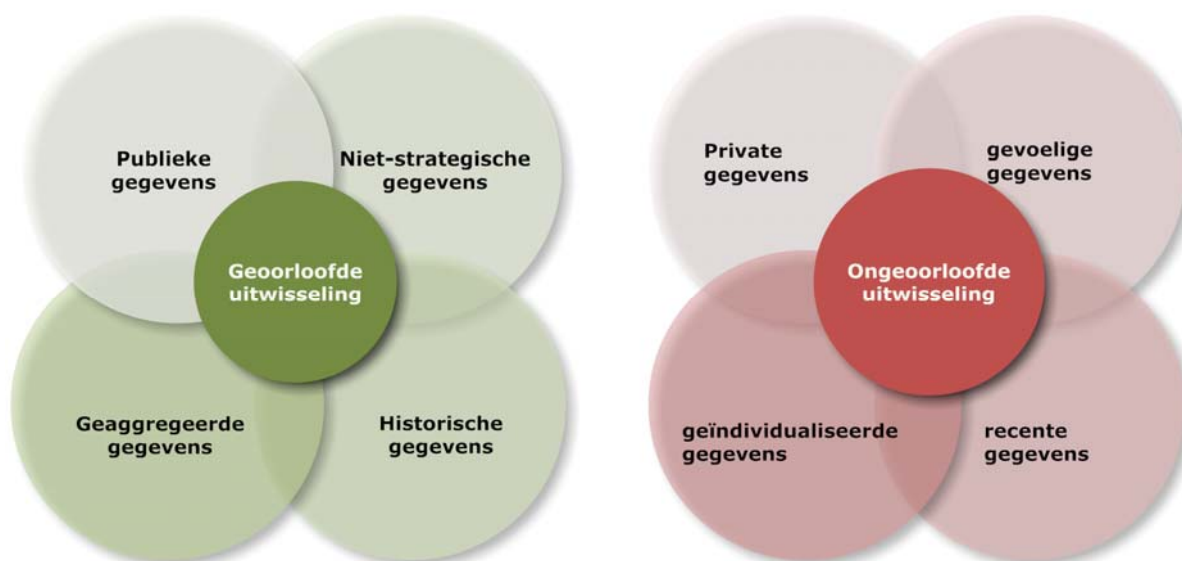 Publieke
gegevens
Niet-strategische
gegevens
Geoorloofde
uitwisseling
Geaggregeerde
gegevens
Historische
gegevens
Private
gegevens
gevoelige
gegevens
Ongeoorloofde
uitwisseling
geïndividualiseerde
gegevens
recente
gegevens